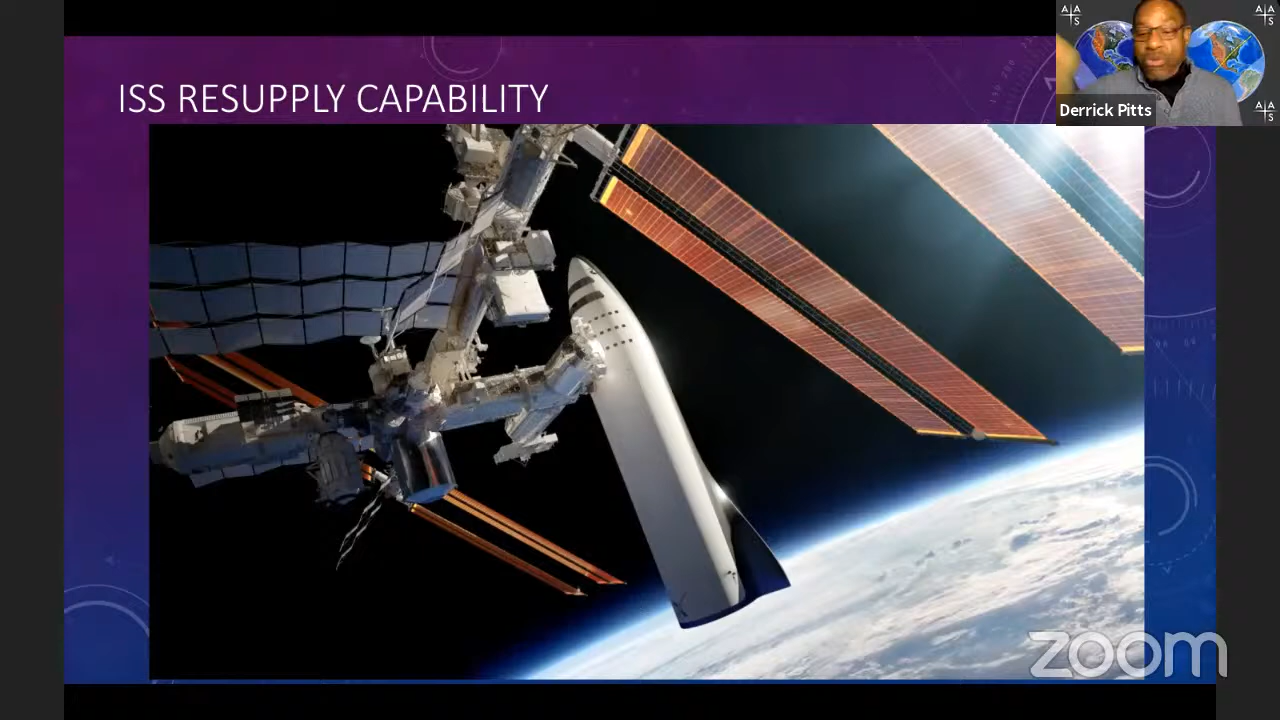 ISS RESUPPLY CAPABILITY
A A
S
A A
S
Derrick Pitts
A A
S
zoom